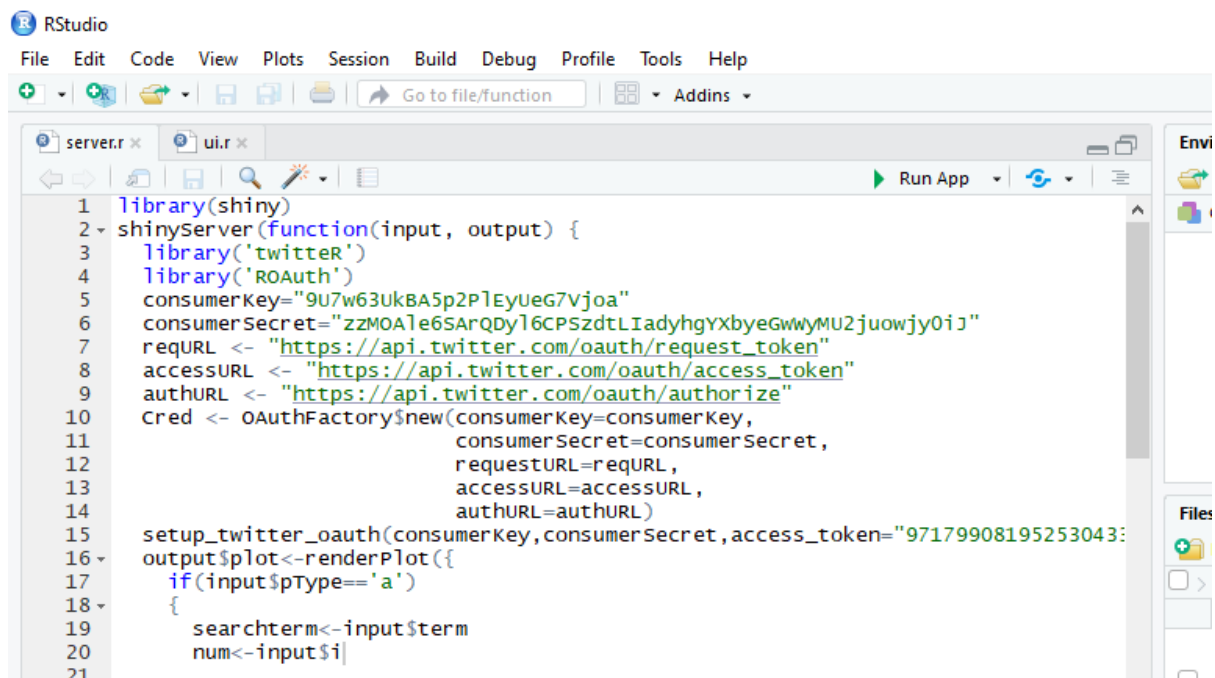 RStudio
File Edit Code View Plots Session Build Debug Profile Tools Help
Go to file/function Addins
server.r ui.r
Envi
Run App
1 library(shiny)
2 shinyServer(function(input, output) {
3 library('twitteR')
4 library('ROAuth')
5 consumerKey="9U7w63UkBA5p2PlEyUeG7Vjoa"
6 consumerSecret="zzMOAle6SArQDyl6CPSzdtLIadyhgYXbyeGwWyMU2juowjy0iJ"
7 reqURL <- "https://api.twitter.com/oauth/request_token"
8 accessURL <- "https://api.twitter.com/oauth/access_token"
9 authURL <- "https://api.twitter.com/oauth/authorize"
10 Cred <- OAuthFactory$new(consumerKey=consumerKey,
11 consumerSecret=consumerSecret,
12 requestURL=reqURL,
13 accessURL=accessURL,
14 authURL=authURL)
15 setup_twitter_oauth(consumerKey,consumerSecret,access_token="971799081952530433
16 output$plot<-renderPlot({
17 if(input$pType=='a')
18 {
19 searchterm<-input$term
20 num<-input$i
21
Files